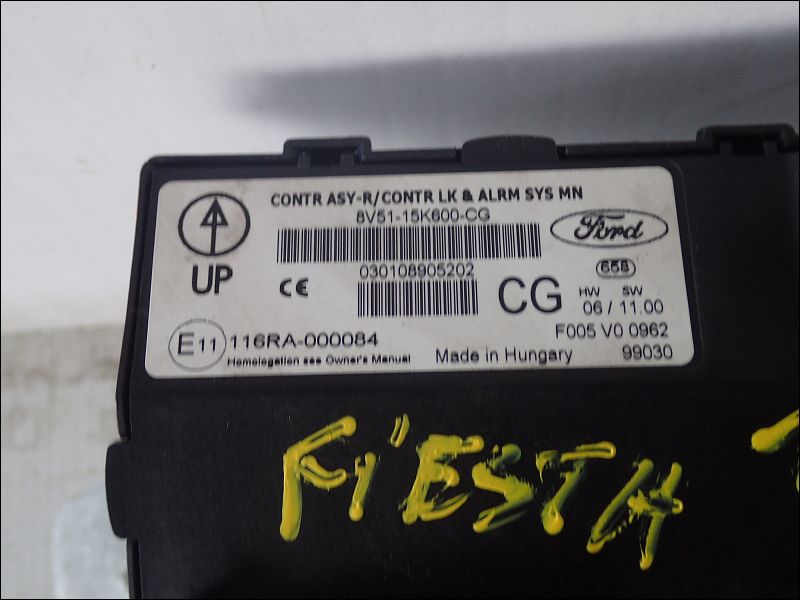 CONTR ASY-R/CONTR LK & ALRM SYS MN
8V51-15K600-CG
Ford
UP
CE
030108905202
CG
658
HW SW
06 / 11.00
E11 116RA-000084
F005 V0 0962
Homologation see Owner's Manual
Made in Hungary
99030
FIESTA